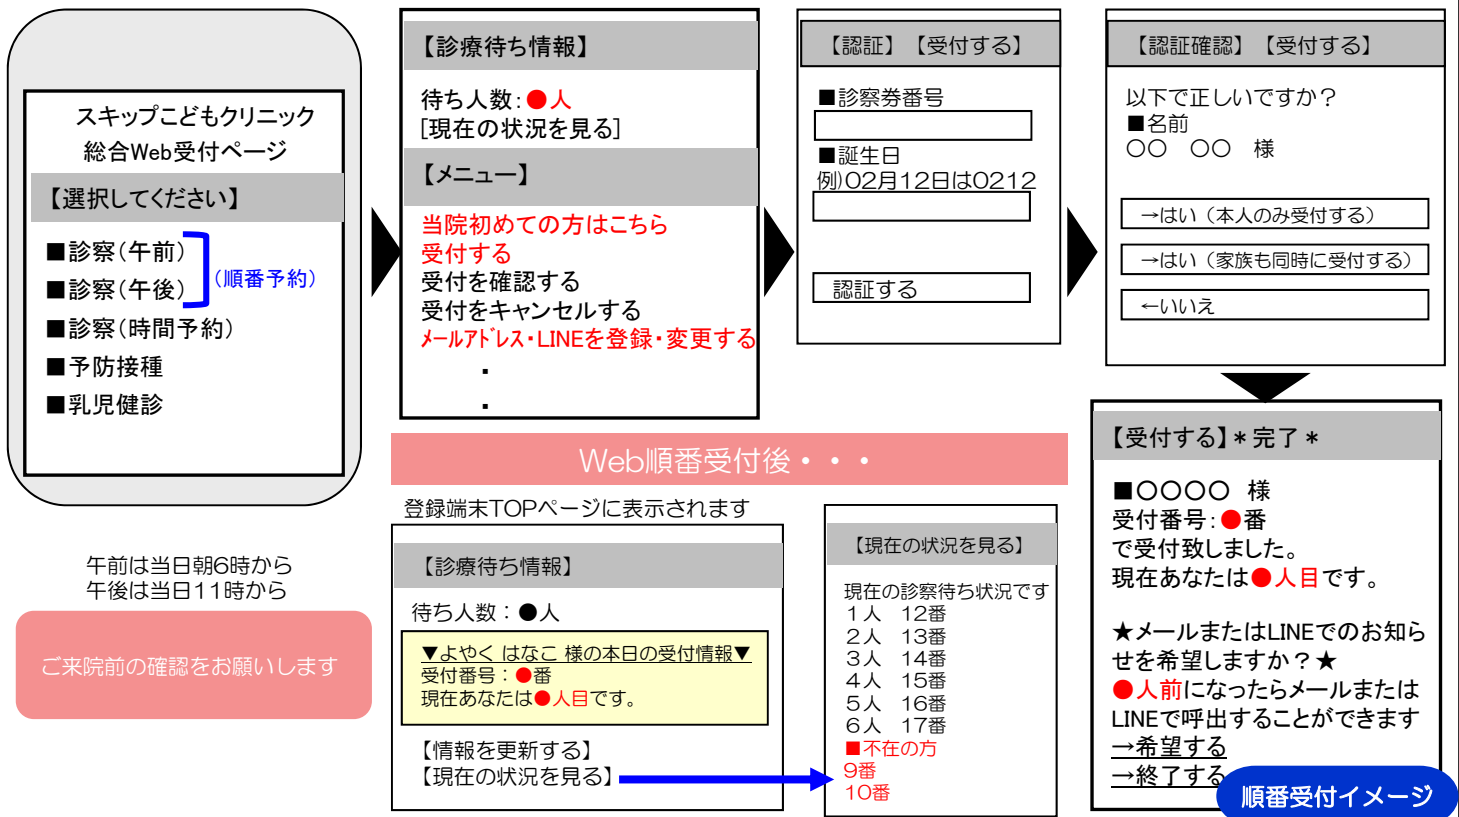 スキップこどもクリニック
総合Web受付ページ
【選択してください】
■診察(午前)
■診察(午後)
(順番予約)
■診察(時間予約)
■予防接種
■乳児健診
午前は当日朝6時から
午後は当日11時から
ご来院前の確認をお願いします
【診療待ち情報】
待ち人数:●人
[現在の状況を見る]
【メニュー】
当院初めての方はこちら
受付する
受付を確認する
受付をキャンセルする
メールアドレス・LINEを登録・変更する
・
・
【認証】【受付する】
■診察券番号
■誕生日
例)02月12日は0212
認証する
【認証確認】【受付する】
以下で正しいですか?
■名前
○○ ○○ 様
→はい(本人のみ受付する)
→はい(家族も同時に受付する)
←いいえ
【受付する】*完了*
■○○○○ 様
受付番号:●番
で受付致しました。
現在あなたは●人目です。
★メールまたはLINEでのお知ら
せを希望しますか?★
●人前になったらメールまたは
LINEで呼出することができます
→希望する
→終了する
順番受付イメージ
Web順番受付後・・・
登録端末TOPページに表示されます
【診療待ち情報】
待ち人数:●人
▼よやく はなこ 様の本日の受付情報▼
受付番号:●番
現在あなたは●人目です。
【情報を更新する】
【現在の状況を見る】
【現在の状況を見る】
現在の診察待ち状況です
1人 12番
2人 13番
3人 14番
4人 15番
5人 16番
6人 17番
■不在の方
9番
10番